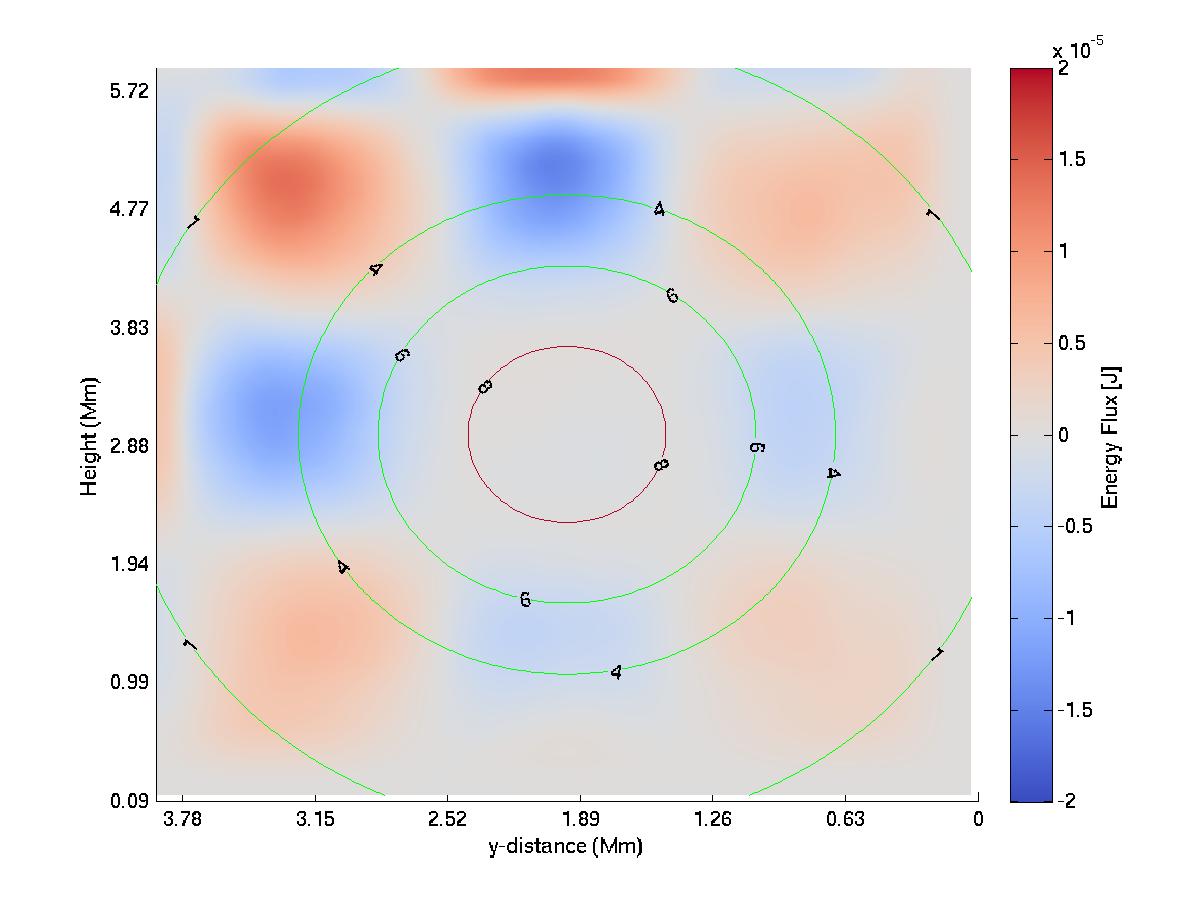 x 10^-5
5.72
4.77
3.83
2.88
1.94
0.99
0.09
Height (Mm)
3.78 3.15 2.52 1.89 1.26 0.63 0
y-distance (Mm)
1 4 4 1
6 6
8 8
6 4
4 6 4
1 1
2
1.5
1
0.5
0
-0.5
-1
-1.5
-2
Energy Flux [J]